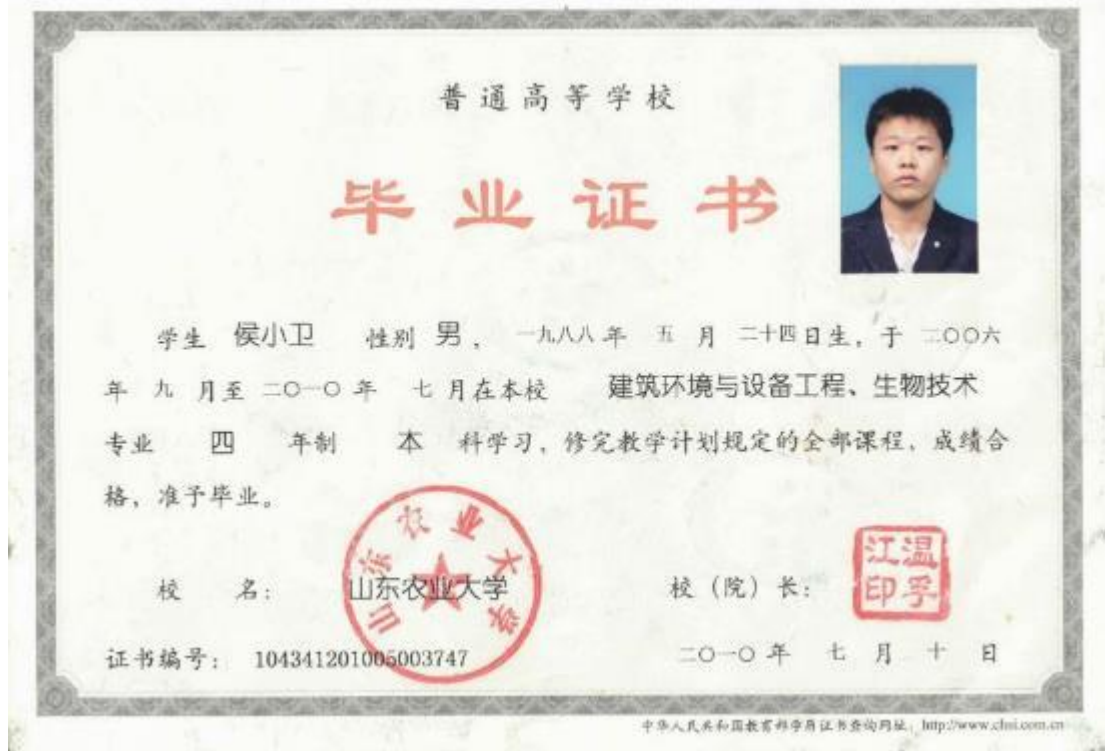 普通高等学校
毕业证书
学生 侯小卫 性别 男， 一九八八年 五 月 二十四日生，于 二〇〇六
年 九 月至 二〇一〇年 七 月在本校 建筑环境与设备工程、生物技术
专业 四 年制 本 科学习，修完教学计划规定的全部课程，成绩合
格，准予毕业。
山东农业大学
校 名： 山东农业大学 校（院）长：
温孚江印
证书编号： 104341201005003747 二〇一〇年 七 月 十 日
中华人民共和国教育部学历证书查询网址：http://www.chsi.com.cn